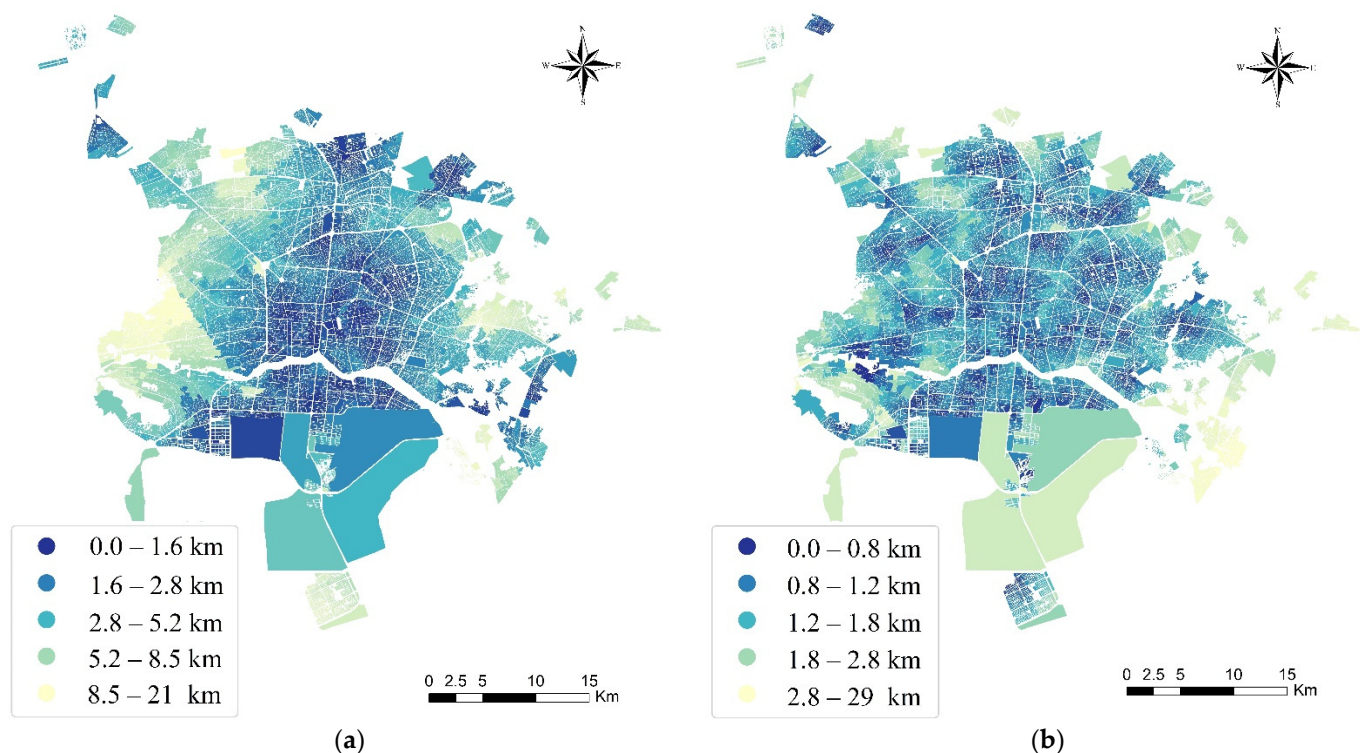 N
W E
S
0.0 – 1.6 km
1.6 – 2.8 km
2.8 – 5.2 km
5.2 – 8.5 km
8.5 – 21 km
0 2.5 5 10 15
Km
(a)
N
W
S
0.0 – 0.8 km
0.8 – 1.2 km
1.2 – 1.8 km
1.8 – 2.8 km
2.8 – 29 km
0 2.5 5 10 15
Km
(b)